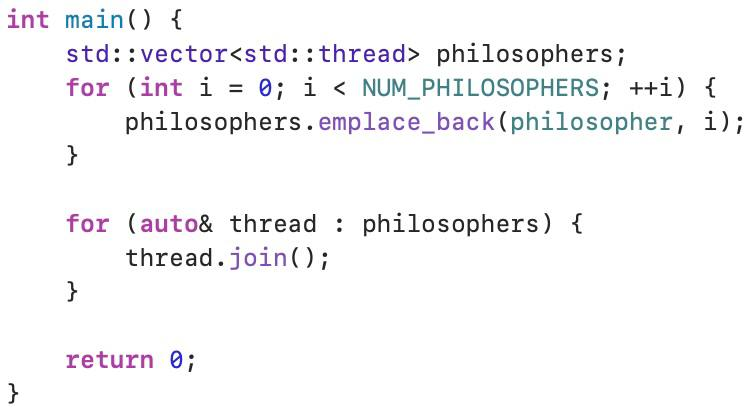 int main() {
    std::vector<std::thread> philosophers;
    for (int i = 0; i < NUM_PHILOSOPHERS; ++i) {
        philosophers.emplace_back(philosopher, i);
    }

    for (auto& thread : philosophers) {
        thread.join();
    }

    return 0;
}